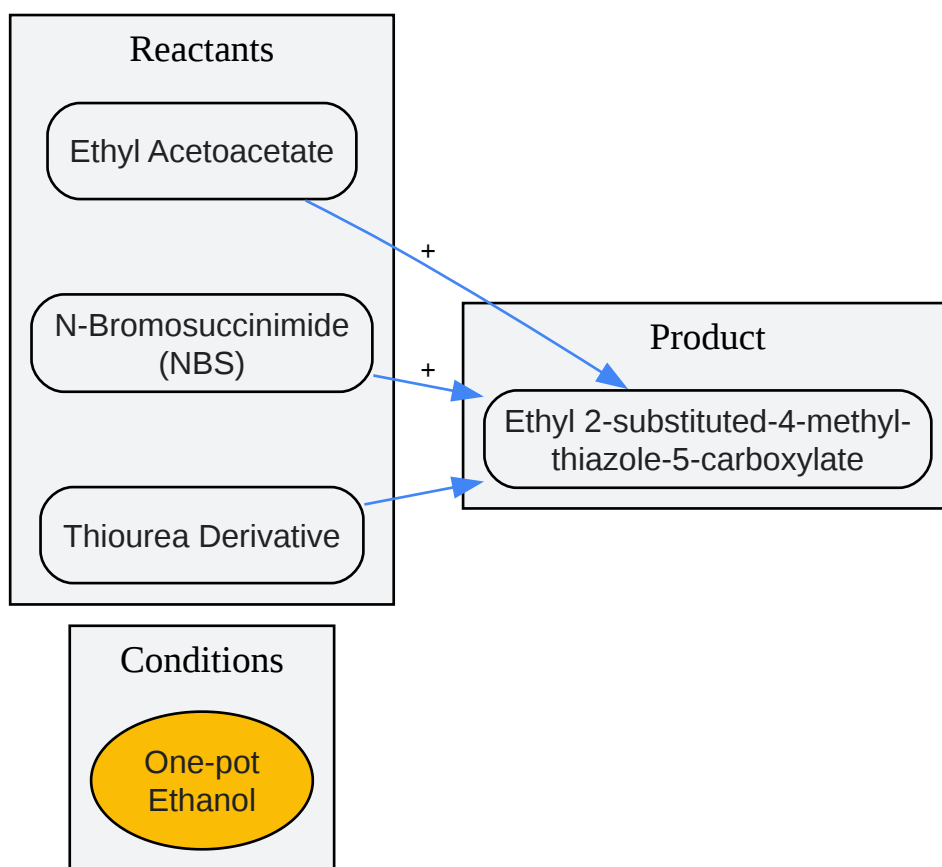 Reactants
Ethyl Acetoacetate
+
N-Bromosuccinimide
(NBS)
+
Product
Ethyl 2-substituted-4-methyl-
thiazole-5-carboxylate
Thiourea Derivative
Conditions
One-pot
Ethanol